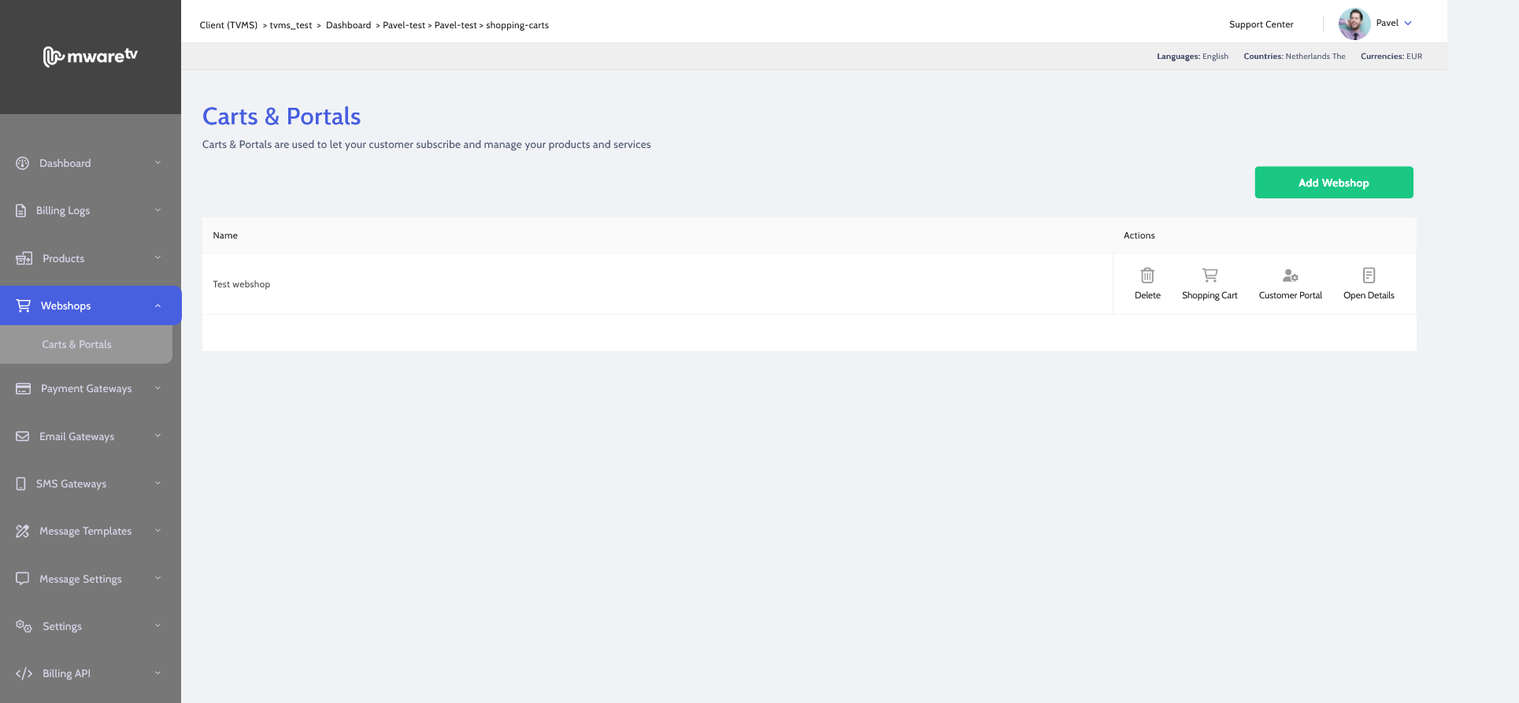 mwaretv
Client (TVMS) > tvms_test > Dashboard > Pavel-test > Pavel-test > shopping-carts
Support Center
Pavel
Languages: English Countries: Netherlands The Currencies: EUR
Dashboard
Billing Logs
Products
Webshops
Carts & Portals
Payment Gateways
Email Gateways
SMS Gateways
Message Templates
Message Settings
Settings
Billing API
Carts & Portals
Carts & Portals are used to let your customer subscribe and manage your products and services
Add Webshop
Name Actions
Test webshop
Delete Shopping Cart Customer Portal Open Details